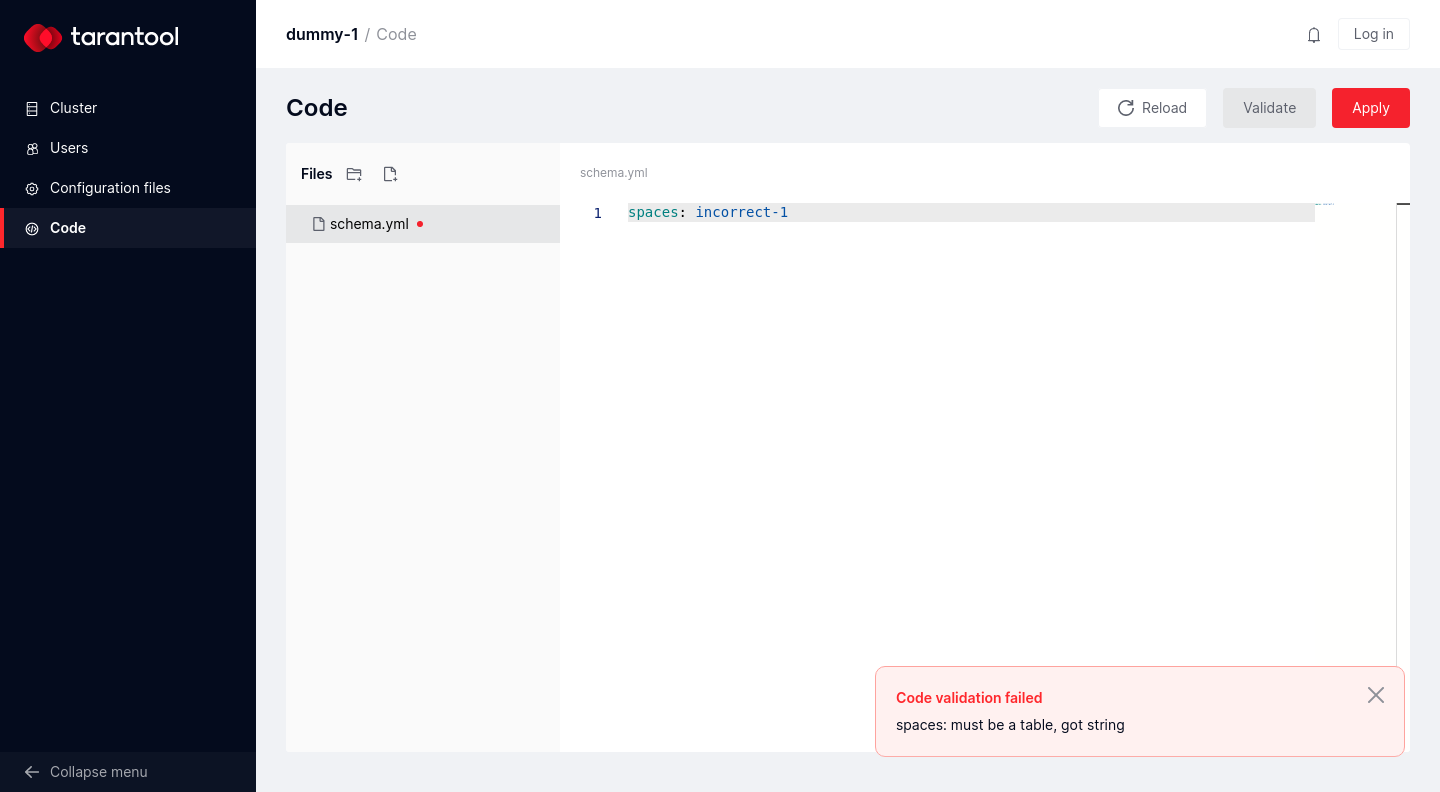 tarantool
Cluster
Users
Configuration files
Code
Collapse menu
dummy-1 / Code
Log in
Code
Reload
Validate
Apply
Files
schema.yml
schema.yml
1 spaces: incorrect-1
Code validation failed
spaces: must be a table, got string